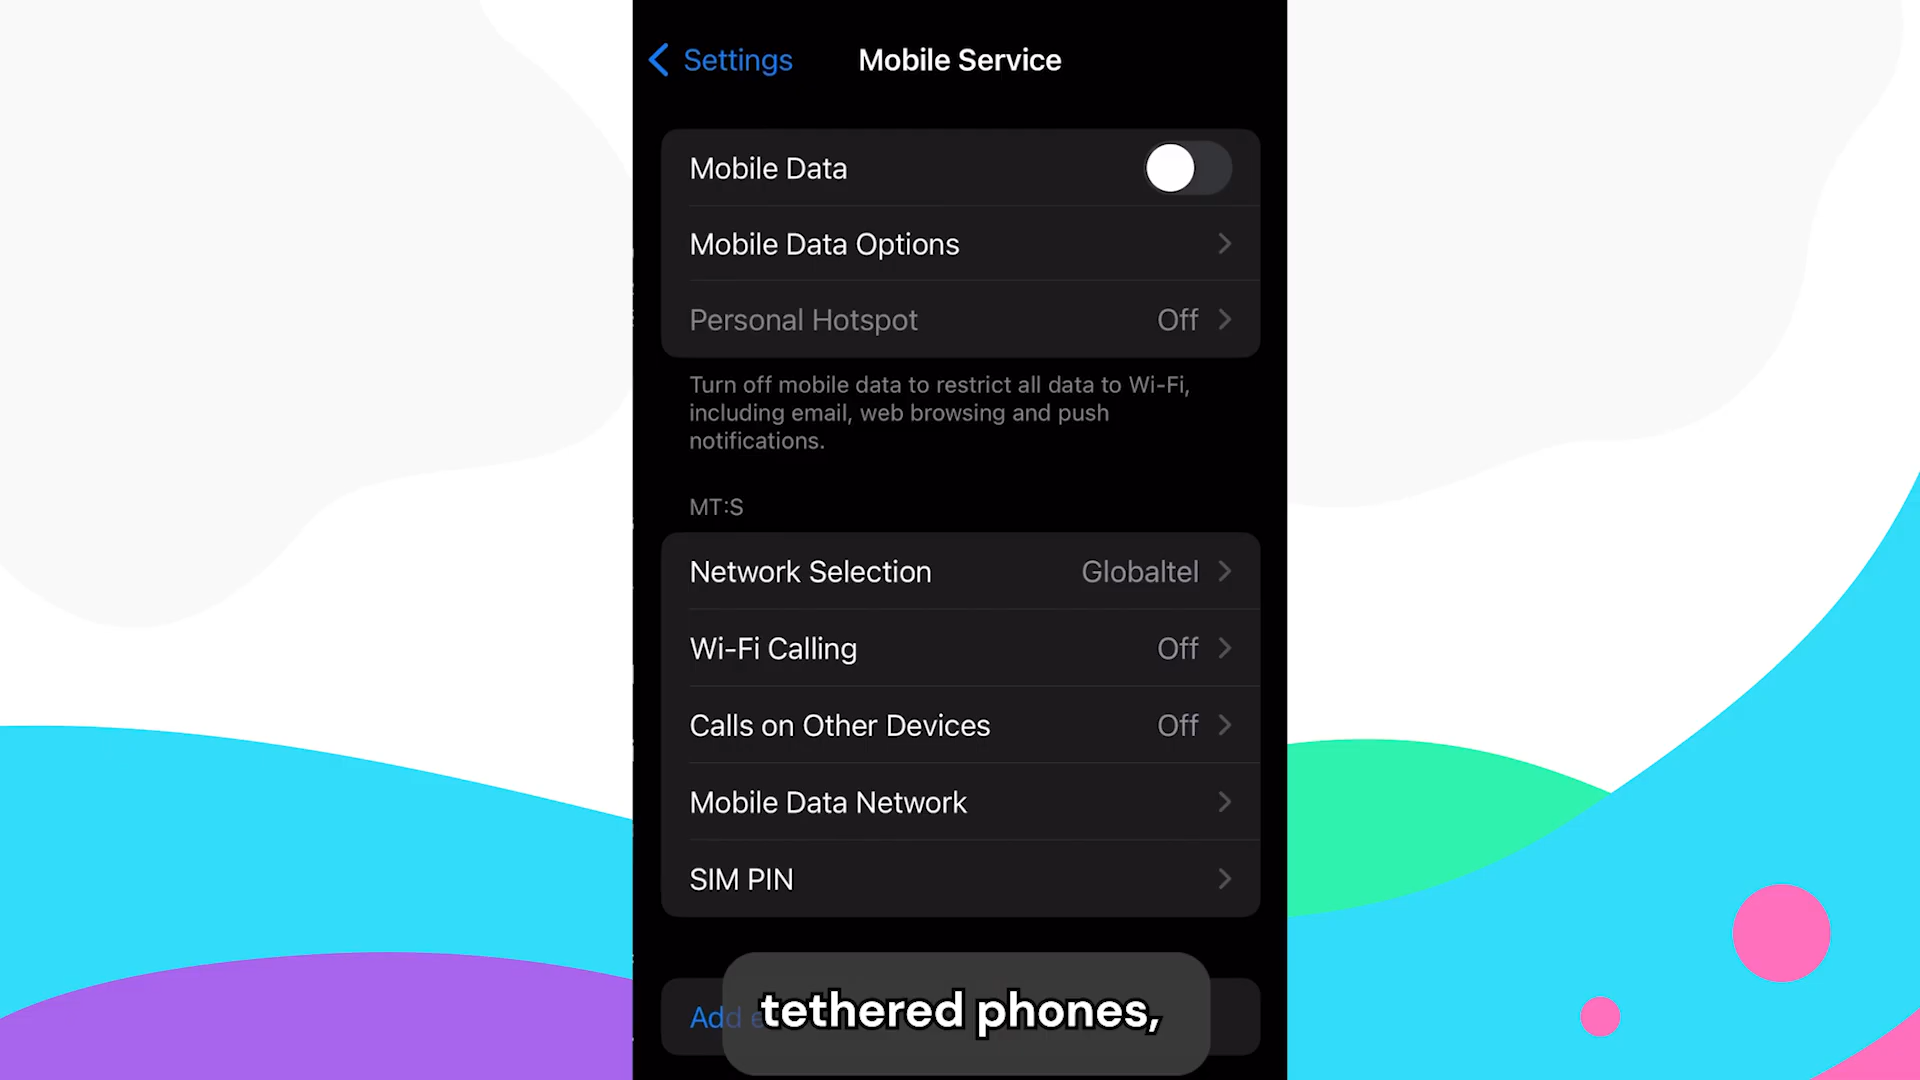 Settings
Mobile Service
Mobile Data
Mobile Data Options
Personal Hotspot Off
Turn off mobile data to restrict all data to Wi-Fi,
including email, web browsing and push
notifications.
MT:S
Network Selection Globaltel
Wi-Fi Calling Off
Calls on Other Devices Off
Mobile Data Network
SIM PIN
Add
tethered phones,